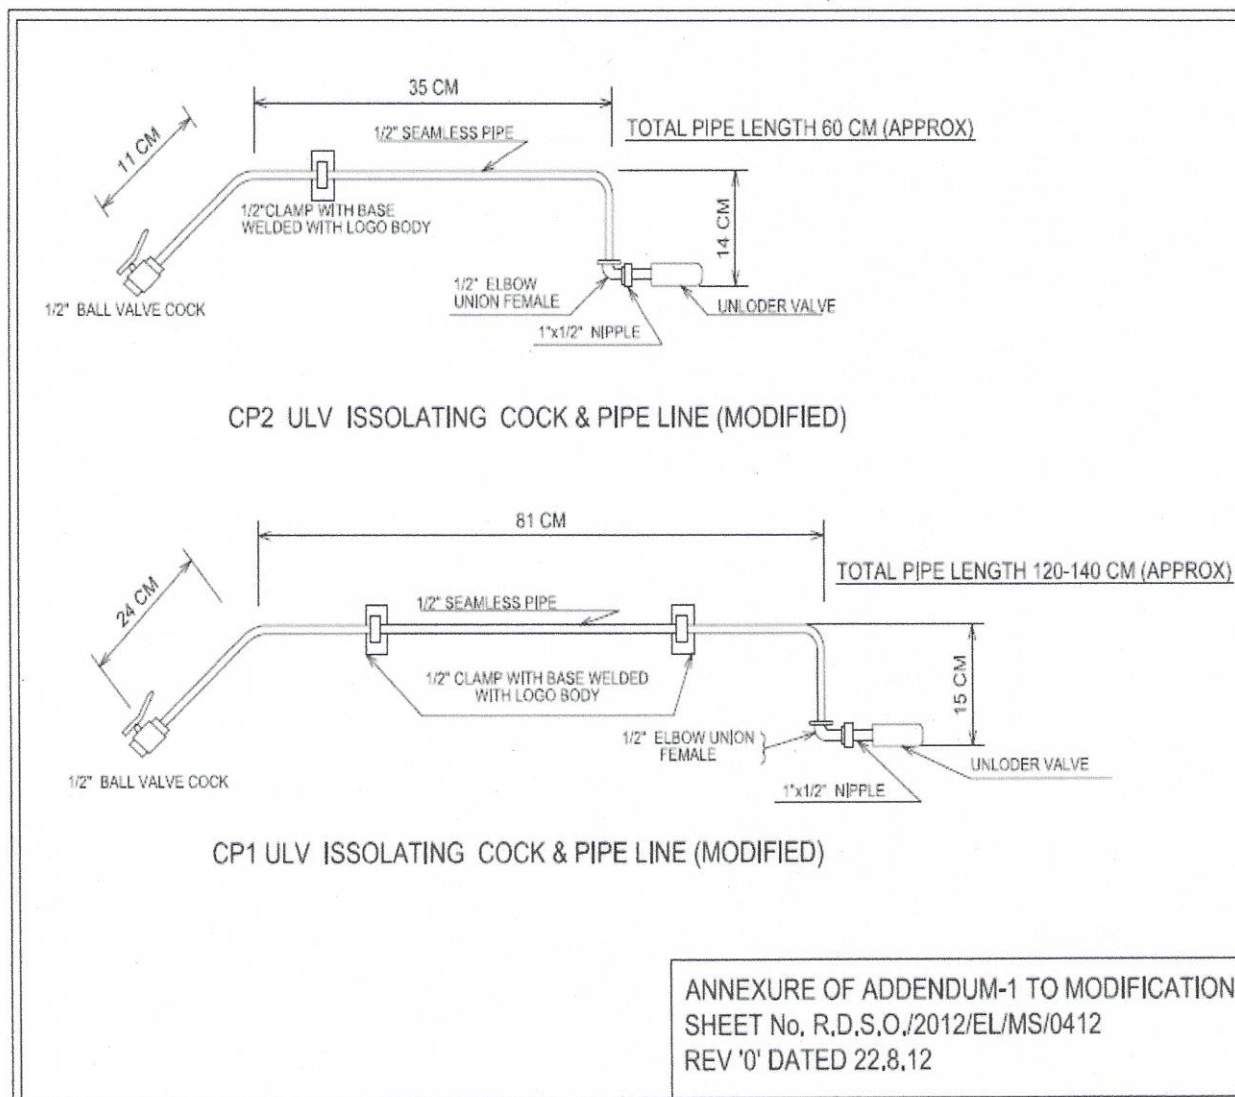 35 CM
11 CM
1/2" SEAMLESS PIPE
TOTAL PIPE LENGTH 60 CM (APPROX)
1/2"CLAMP WITH BASE
WELDED WITH LOGO BODY
14 CM
1/2" BALL VALVE COCK
1/2" ELBOW
UNION FEMALE
UNLODER VALVE
1"x1/2" NIPPLE
CP2 ULV ISSOLATING COCK & PIPE LINE (MODIFIED)
81 CM
24 CM
TOTAL PIPE LENGTH 120-140 CM (APPROX)
1/2" SEAMLESS PIPE
1/2" CLAMP WITH BASE WELDED
WITH LOGO BODY
15 CM
1/2" ELBOW UNION
FEMALE
1/2" BALL VALVE COCK
UNLODER VALVE
1"x1/2" NIPPLE
CP1 ULV ISSOLATING COCK & PIPE LINE (MODIFIED)
ANNEXURE OF ADDENDUM-1 TO MODIFICATION
SHEET No. R.D.S.O./2012/EL/MS/0412
REV '0' DATED 22.8.12